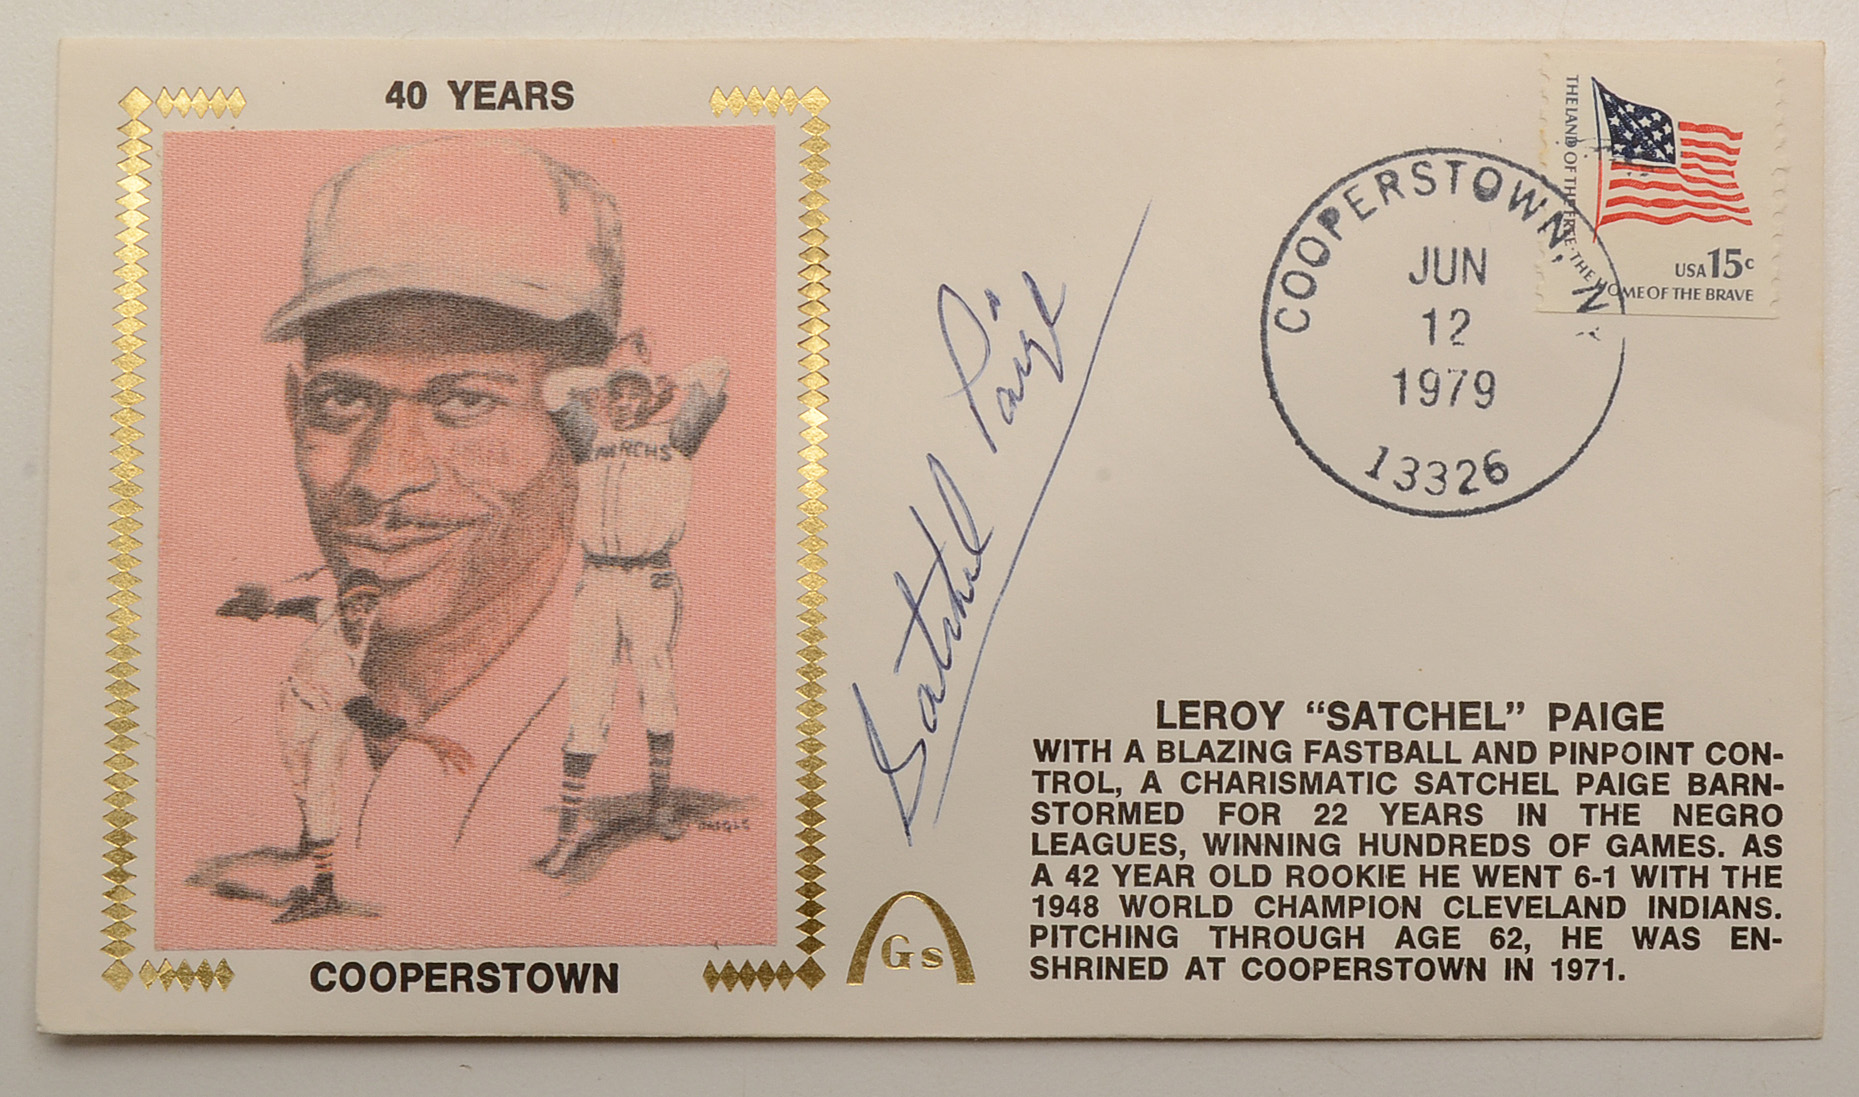 40 YEARS
COOPERSTOWN
Satchel Paige
Gs
COOPERSTOWN, N.Y
JUN
12
1979
13326
THE LAND OF THE FREE · THE HOME OF THE BRAVE
USA 15c
LEROY “SATCHEL” PAIGE
WITH A BLAZING FASTBALL AND PINPOINT CON-
TROL, A CHARISMATIC SATCHEL PAIGE BARN-
STORMED FOR 22 YEARS IN THE NEGRO
LEAGUES, WINNING HUNDREDS OF GAMES. AS
A 42 YEAR OLD ROOKIE HE WENT 6-1 WITH THE
1948 WORLD CHAMPION CLEVELAND INDIANS.
PITCHING THROUGH AGE 62, HE WAS EN-
SHRINED AT COOPERSTOWN IN 1971.